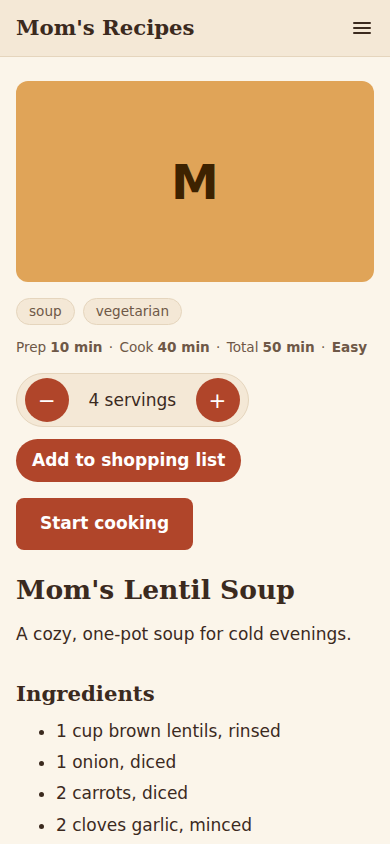 Mom's Recipes
M
soup vegetarian
Prep 10 min · Cook 40 min · Total 50 min · Easy
− 4 servings +
Add to shopping list
Start cooking
Mom's Lentil Soup
A cozy, one-pot soup for cold evenings.
Ingredients
• 1 cup brown lentils, rinsed
• 1 onion, diced
• 2 carrots, diced
• 2 cloves garlic, minced